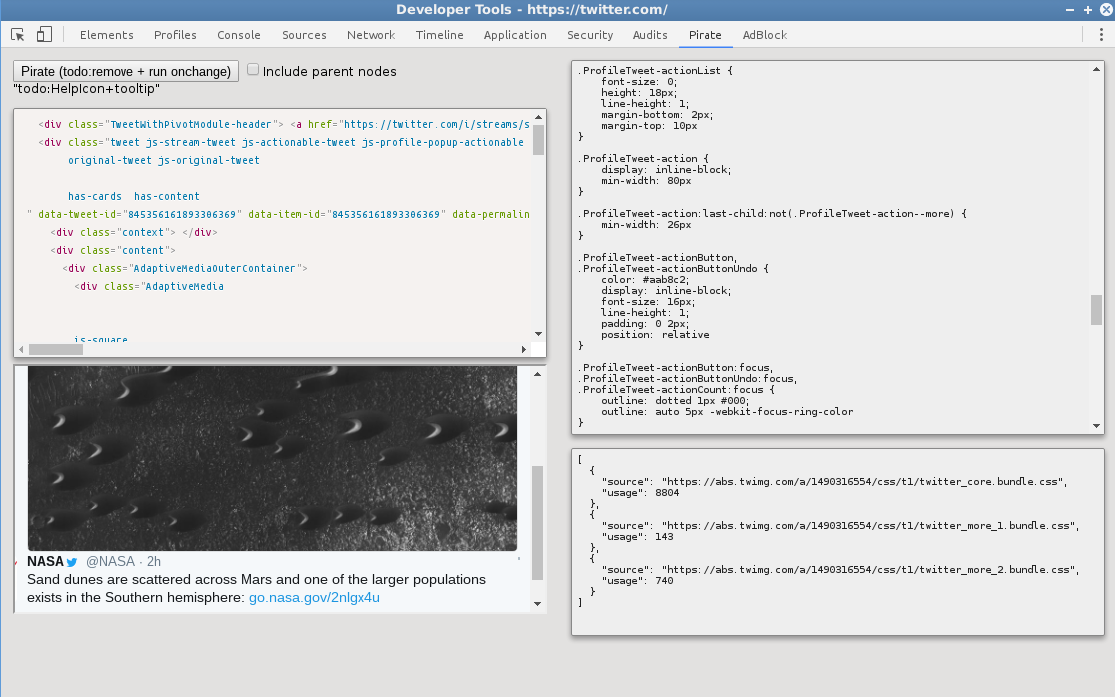 Developer Tools - https://twitter.com/
Elements Profiles Console Sources Network Timeline Application Security Audits Pirate AdBlock
Pirate (todo:remove + run onchange) Include parent nodes
"todo:HelpIcon+tooltip"
<div class="TweetWithPivotModule-header"> <a href="https://twitter.com/i/streams/s
<div class="tweet js-stream-tweet js-actionable-tweet js-profile-popup-actionable
original-tweet js-original-tweet
has-cards has-content
" data-tweet-id="845356161893306369" data-item-id="845356161893306369" data-permalin
<div class="context"> </div>
<div class="content">
<div class="AdaptiveMediaOuterContainer">
<div class="AdaptiveMedia
is-square
NASA @NASA · 2h
Sand dunes are scattered across Mars and one of the larger populations
exists in the Southern hemisphere: go.nasa.gov/2nlgx4u
.ProfileTweet-actionList {
font-size: 0;
height: 18px;
line-height: 1;
margin-bottom: 2px;
margin-top: 10px
}
.ProfileTweet-action {
display: inline-block;
min-width: 80px
}
.ProfileTweet-action:last-child:not(.ProfileTweet-action--more) {
min-width: 26px
}
.ProfileTweet-actionButton,
.ProfileTweet-actionButtonUndo {
color: #aab8c2;
display: inline-block;
font-size: 16px;
line-height: 1;
padding: 0 2px;
position: relative
}
.ProfileTweet-actionButton:focus,
.ProfileTweet-actionButtonUndo:focus,
.ProfileTweet-actionCount:focus {
outline: dotted 1px #000;
outline: auto 5px -webkit-focus-ring-color
}
[
{
"source": "https://abs.twimg.com/a/1490316554/css/t1/twitter_core.bundle.css",
"usage": 8804
},
{
"source": "https://abs.twimg.com/a/1490316554/css/t1/twitter_more_1.bundle.css",
"usage": 143
},
{
"source": "https://abs.twimg.com/a/1490316554/css/t1/twitter_more_2.bundle.css",
"usage": 740
}
]